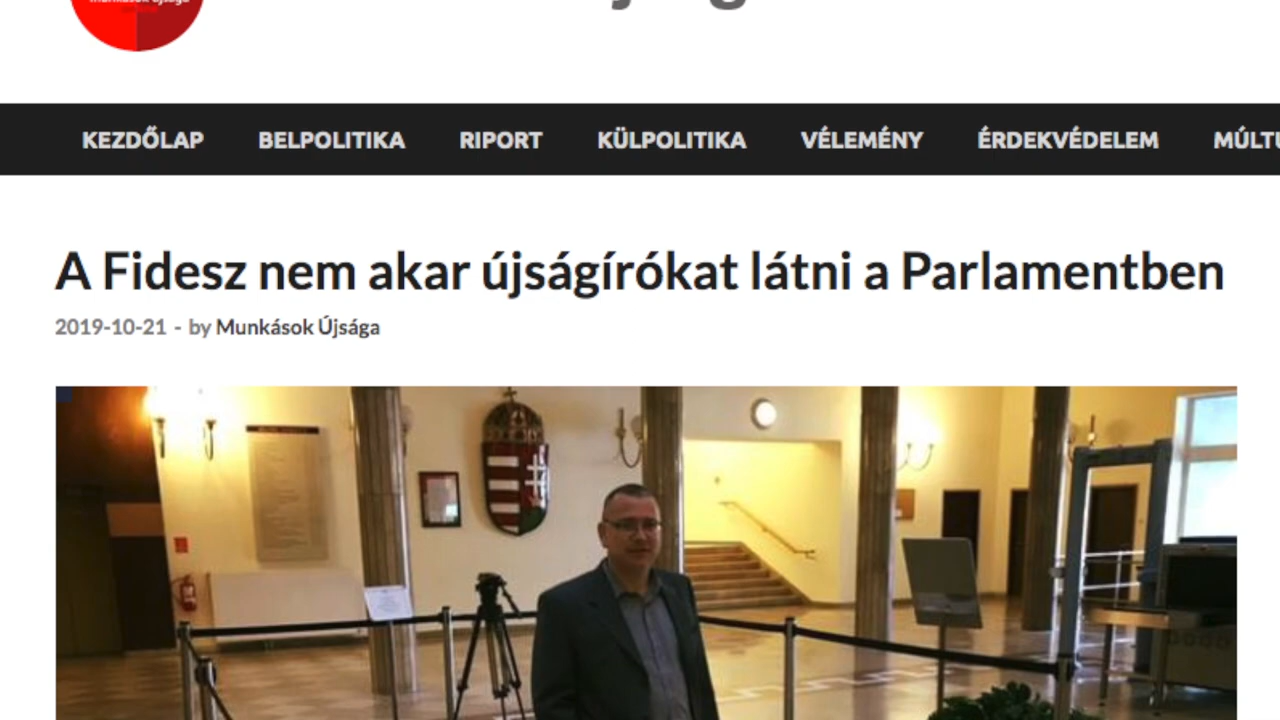 KEZDŐLAP BELPOLITIKA RIPORT KÜLPOLITIKA VÉLEMÉNY ÉRDEKVÉDELEM
A Fidesz nem akar újságírókat látni a Parlamentben
2019-10-21 - by Munkások Újsága